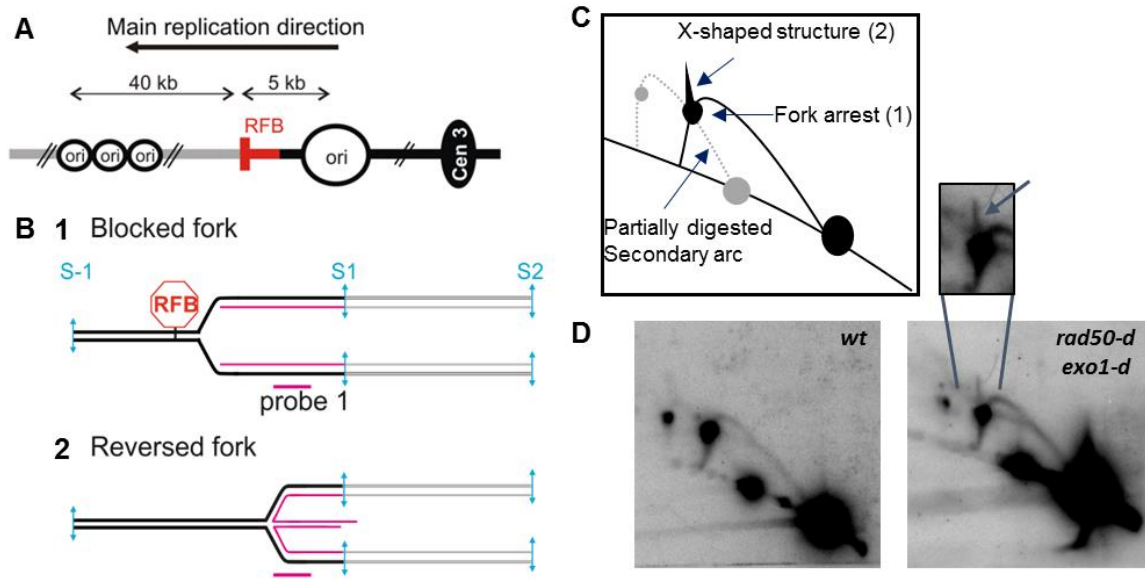 A
Main replication direction
40 kb
5 kb
RFB
ori
ori
ori
ori
Cen 3
B 1 Blocked fork
S-1
S1
S2
RFB
probe 1
2 Reversed fork
C
X-shaped structure (2)
Fork arrest (1)
Partially digested
Secondary arc
D
wt
rad50-d
exo1-d